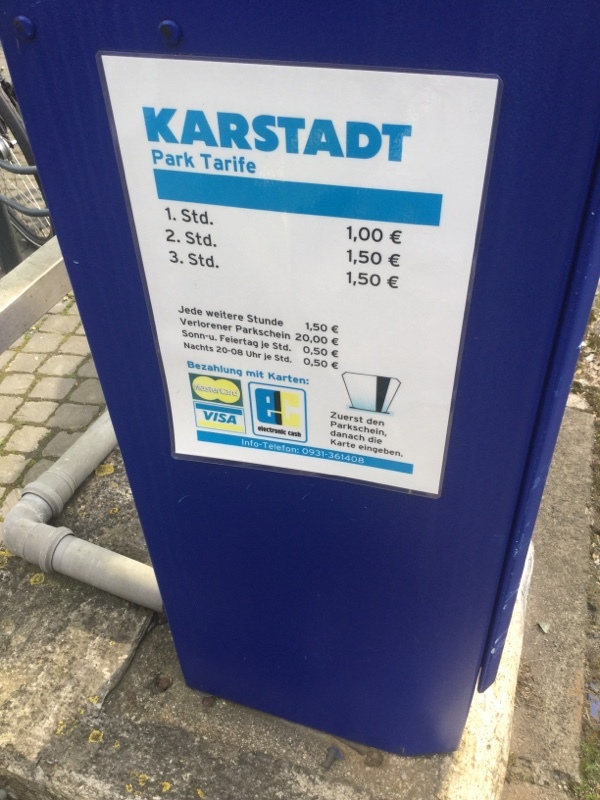 KARSTADT
Park Tarife
1. Std. 1,00 €
2. Std. 1,50 €
3. Std. 1,50 €
Jede weitere Stunde 1,50 €
Verlorener Parkschein 20,00 €
Sonn-u. Feiertag je Std. 0,50 €
Nachts 20-08 Uhr je Std. 0,50 €
Bezahlung mit Karten:
MasterCard
VISA
ec
electronic cash
Zuerst den
Parkschein,
danach die
Karte eingeben.
Info-Telefon: 0931-361408